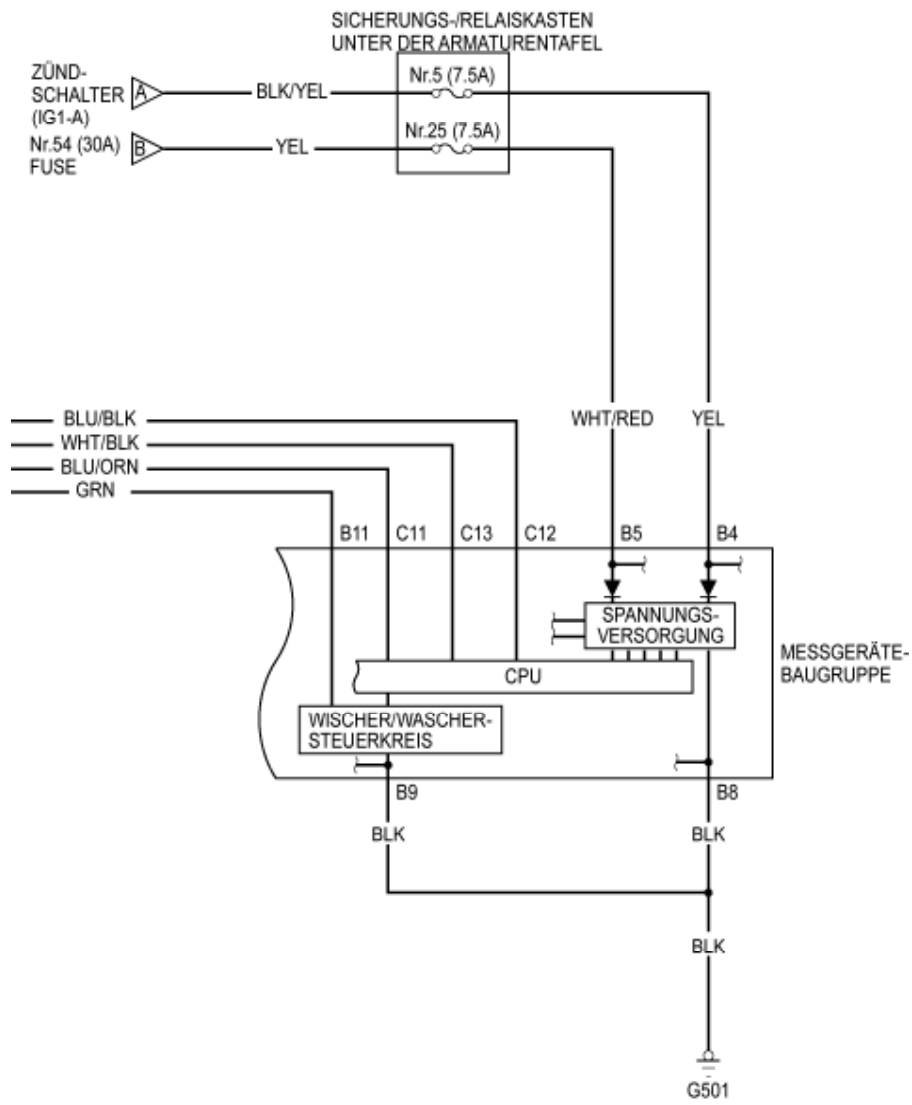 SICHERUNGS-/RELAISKASTEN
UNTER DER ARMATURENTAFEL
ZÜND-
SCHALTER
(IG1-A)
A
BLK/YEL
Nr.5 (7.5A)
Nr.54 (30A)
FUSE
B
YEL
Nr.25 (7.5A)
BLU/BLK
WHT/RED
YEL
WHT/BLK
BLU/ORN
GRN
B11
C11
C13
C12
B5
B4
SPANNUNGS-
VERSORGUNG
MESSGERÄTE-
BAUGRUPPE
CPU
WISCHER/WASCHER-
STEUERKREIS
B9
B8
BLK
BLK
BLK
G501